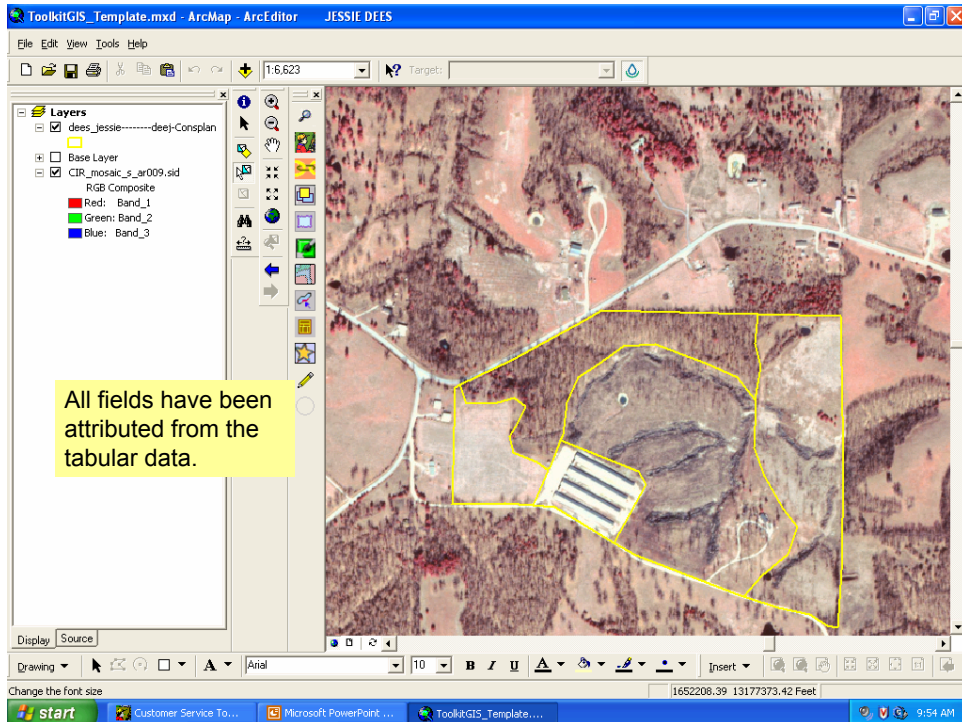 ToolkitGIS_Template.mxd - ArcMap - ArcEditor JESSIE DEES
File Edit View Tools Help
1:6,623
Target:
Layers
dees_jessie--------deej-Consplan
Base Layer
CIR_mosaic_s_ar009.sid
RGB Composite
Red: Band_1
Green: Band_2
Blue: Band_3
All fields have been
attributed from the
tabular data.
Display Source
Drawing A Arial 10 B I U A Insert
Change the font size
1652208.39 13177373.42 Feet
start Customer Service To... Microsoft PowerPoint ... ToolkitGIS_Template.... 9:54 AM